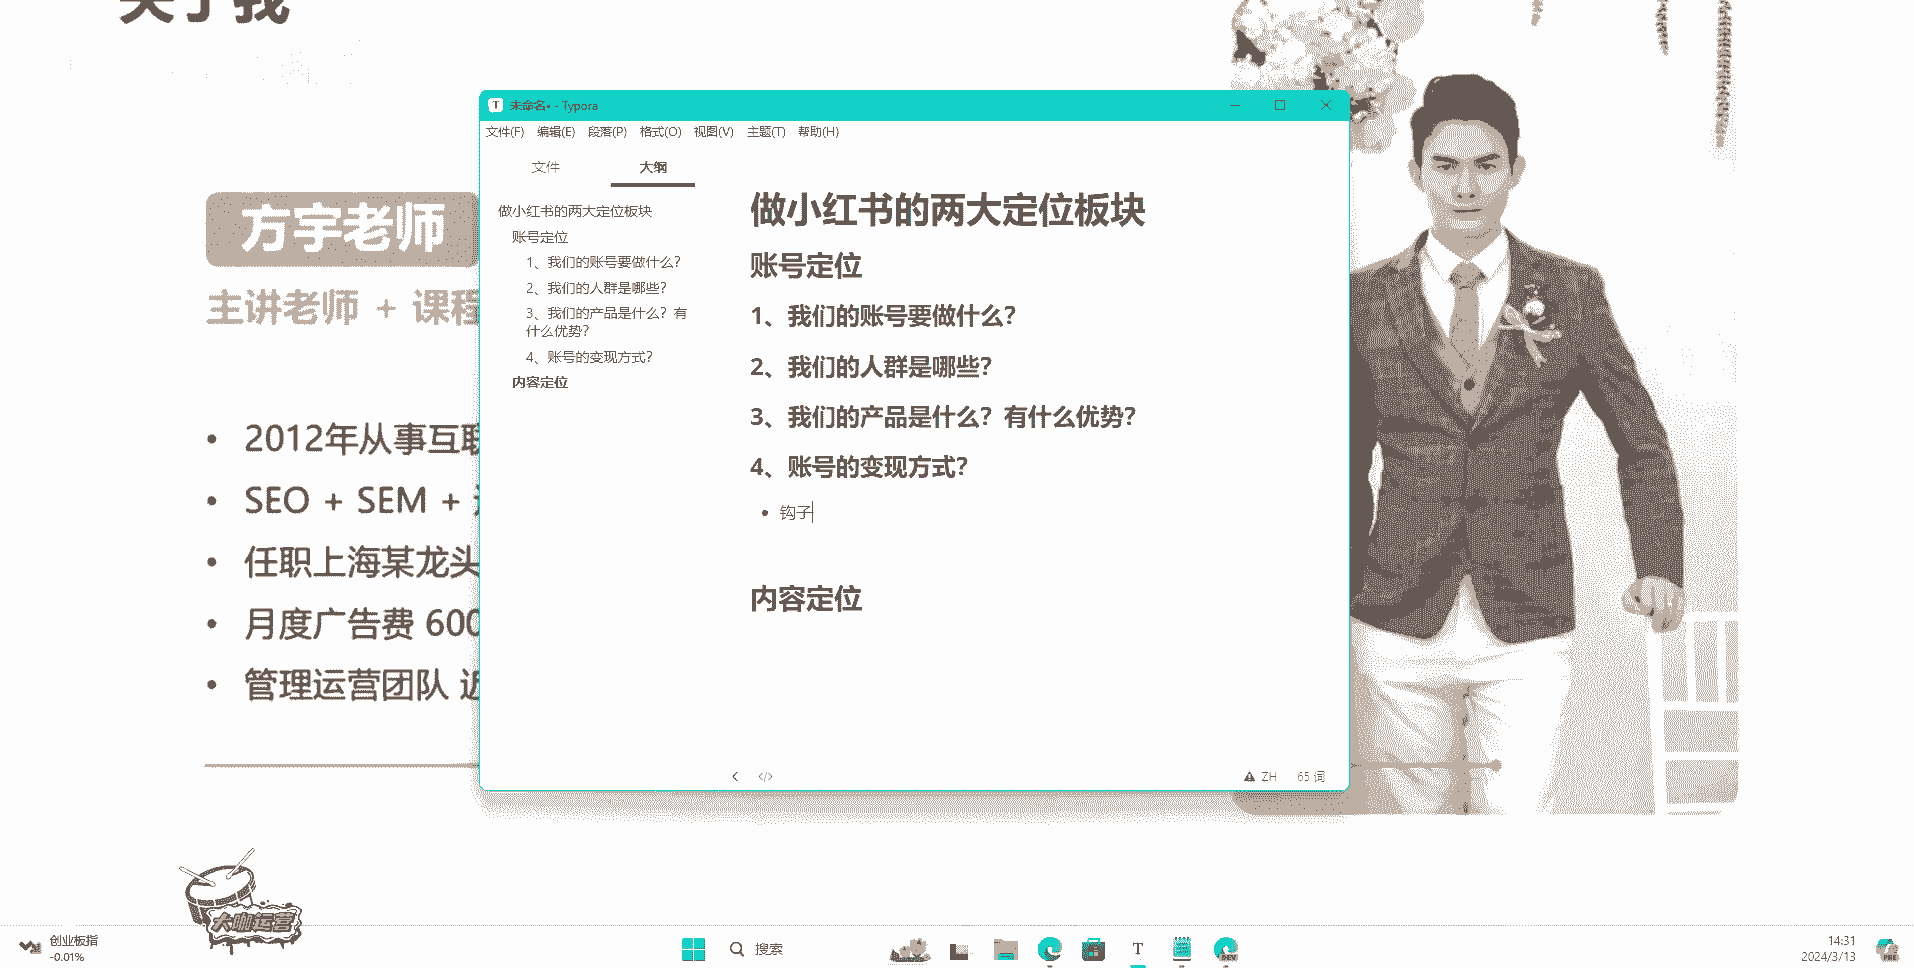 关于我
方宇老师
主讲老师 + 课程
2012年从事互联
SEO + SEM +
任职上海某龙头
月度广告费 600
管理运营团队 近
未命名• - Typora
文件(F) 编辑(E) 段落(P) 格式(O) 视图(V) 主题(T) 帮助(H)
文件 大纲
做小红书的两大定位板块
账号定位
1、我们的账号要做什么?
2、我们的人群是哪些?
3、我们的产品是什么? 有
什么优势?
4、账号的变现方式?
内容定位
做小红书的两大定位板块
账号定位
1、我们的账号要做什么?
2、我们的人群是哪些?
3、我们的产品是什么? 有什么优势?
4、账号的变现方式?
钩子
内容定位
ZH 65 词
大咖运营
创业板指
-0.01%
搜索
T
DEV
14:31
2024/3/13
PRE